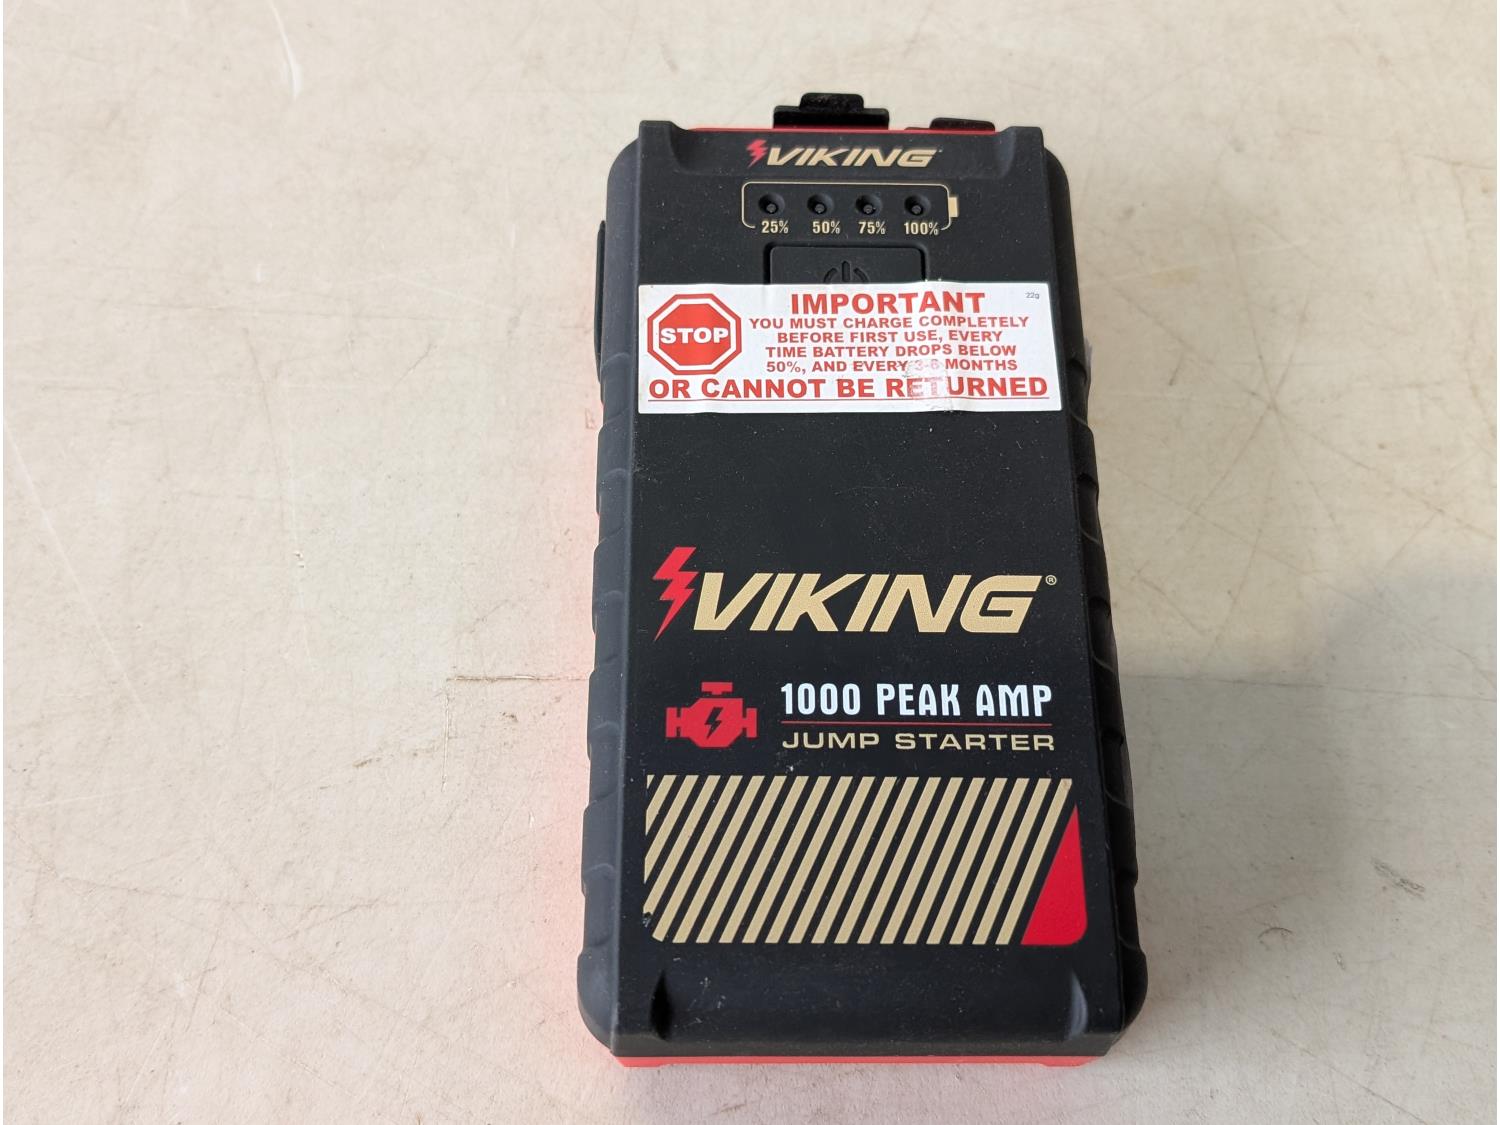 VIKING
25% 50% 75% 100%
22g
STOP
IMPORTANT
YOU MUST CHARGE COMPLETELY
BEFORE FIRST USE, EVERY
TIME BATTERY DROPS BELOW
50%, AND EVERY 3-6 MONTHS
OR CANNOT BE RETURNED
VIKING®
1000 PEAK AMP
JUMP STARTER